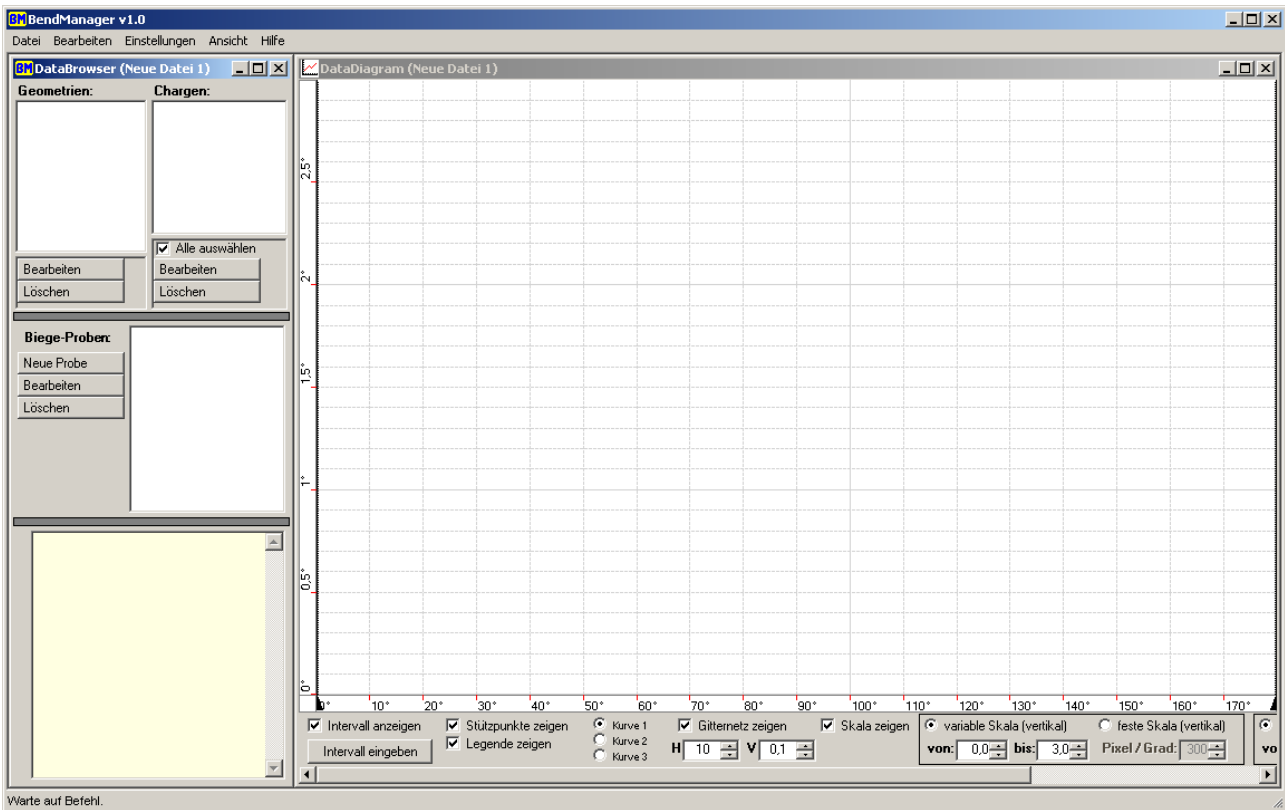 BM BendManager v1.0
Datei Bearbeiten Einstellungen Ansicht Hilfe
BM DataBrowser (Neue Datei 1)
Geometrien: Chargen:
Alle auswählen
Bearbeiten Bearbeiten
Löschen Löschen
Biege-Proben:
Neue Probe
Bearbeiten
Löschen
DataDiagram (Neue Datei 1)
2,5°
2°
1,5°
1°
0,5°
0°
0° 10° 20° 30° 40° 50° 60° 70° 80° 90° 100° 110° 120° 130° 140° 150° 160° 170°
Intervall anzeigen Stützpunkte zeigen Kurve 1 Gitternetz zeigen Skala zeigen variable Skala (vertikal) feste Skala (vertikal)
Intervall eingeben Legende zeigen Kurve 2 H 10 V 0,1 von: 0,0 bis: 3,0 Pixel / Grad: 300 vo
Kurve 3
Warte auf Befehl.